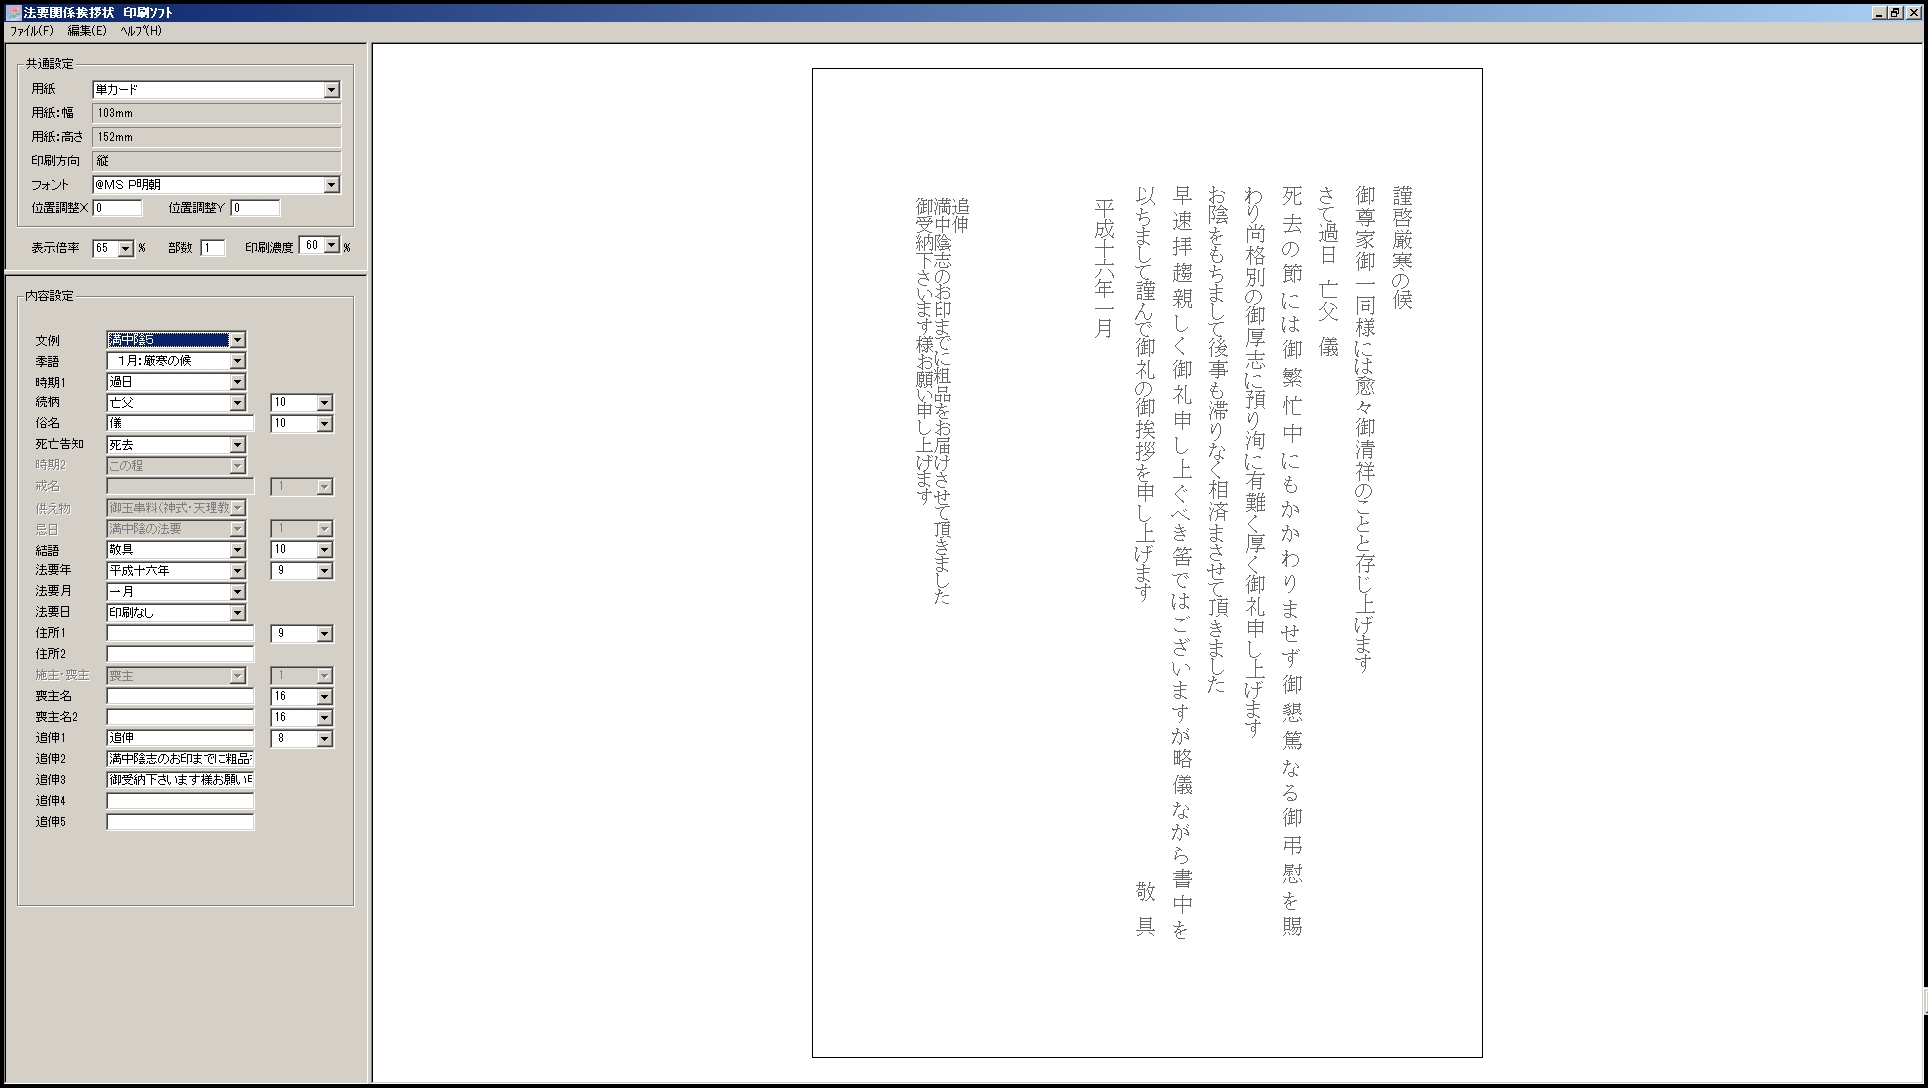 法要関係挨拶状 印刷ソフト
ファイル(F) 編集(E) ヘルプ(H)
共通設定
用紙 単カード
用紙:幅 103mm
用紙:高さ 152mm
印刷方向 縦
フォント @MS P明朝
位置調整X 0 位置調整Y 0
表示倍率 65 % 部数 1 印刷濃度 60 %
内容設定
文例 満中陰5
季語 1月:厳寒の候
時期1 過日
続柄 亡父 10
俗名 儀 10
死亡告知 死去
時期2 この程
戒名 1
供え物 御玉串料(神式・天理教
忌日 満中陰の法要 1
結語 敬具 10
法要年 平成十六年 9
法要月 一月
法要日 印刷なし
住所1 9
住所2
施主・喪主 喪主 1
喪主名 16
喪主名2 16
追伸1 追伸 8
追伸2 満中陰志のお印までに粗品
追伸3 御受納下さいます様お願い
追伸4
追伸5
謹啓厳寒の候
御尊家御一同様には愈々御清祥のことと存じ上げます
さて過日 亡父 儀
死去の節には御繁忙中にもかかわりませず御懇篤なる御弔慰を賜
わり尚格別の御厚志に預り洵に有難く厚く御礼申し上げます
お陰をもちまして後事も滞りなく相済まさせて頂きました
早速拝趨親しく御礼申し上ぐべき筈ではございますが略儀ながら書中を
以ちまして謹んで御礼の御挨拶を申し上げます 敬具
平成十六年一月
追伸
満中陰志のお印までに粗品をお届けさせて頂きました
御受納下さいます様お願い申し上げます